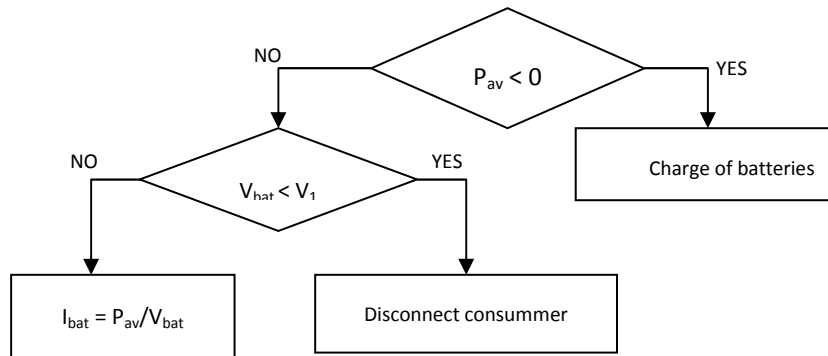 NO
P_av < 0
YES
Charge of batteries
NO
V_bat < V_1
YES
I_bat = P_av/V_bat
Disconnect consummer